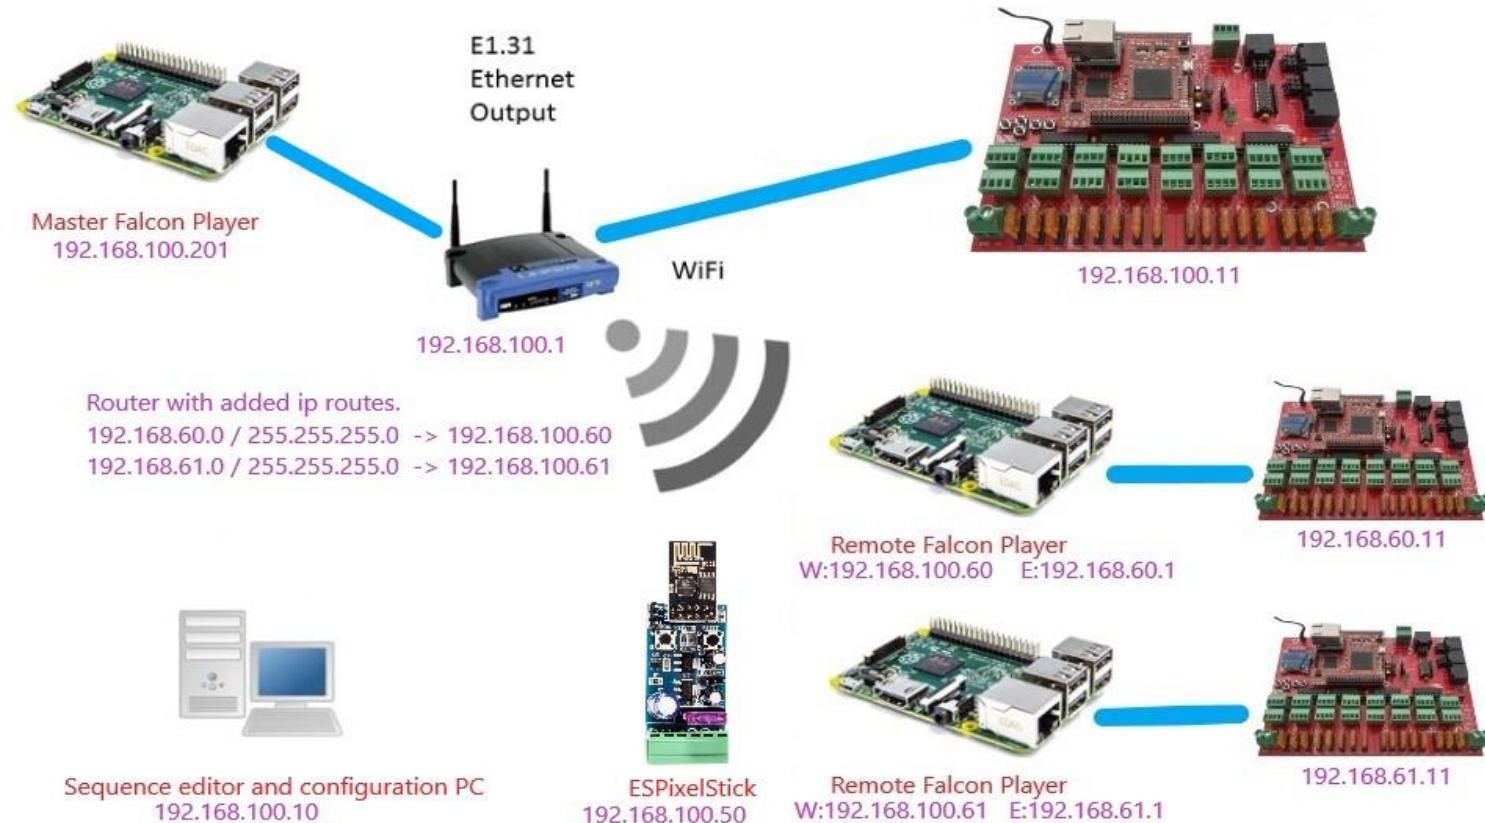 E1.31
Ethernet
Output
Master Falcon Player
192.168.100.201
WiFi
192.168.100.11
192.168.100.1
Router with added ip routes.
192.168.60.0 / 255.255.255.0 -> 192.168.100.60
192.168.61.0 / 255.255.255.0 -> 192.168.100.61
Remote Falcon Player
W:192.168.100.60 E:192.168.60.1
192.168.60.11
Sequence editor and configuration PC
192.168.100.10
ESPixelStick
192.168.100.50
Remote Falcon Player
W:192.168.100.61 E:192.168.61.1
192.168.61.11